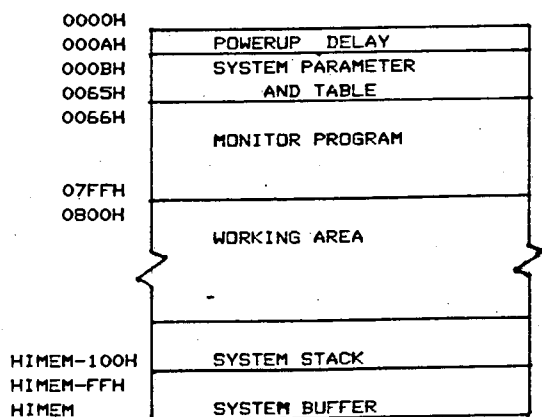 0000H
000AH POWERUP DELAY
000BH SYSTEM PARAMETER
0065H AND TABLE
0066H
MONITOR PROGRAM
07FFH
0800H
WORKING AREA
HIMEM-100H SYSTEM STACK
HIMEM-FFH
HIMEM SYSTEM BUFFER